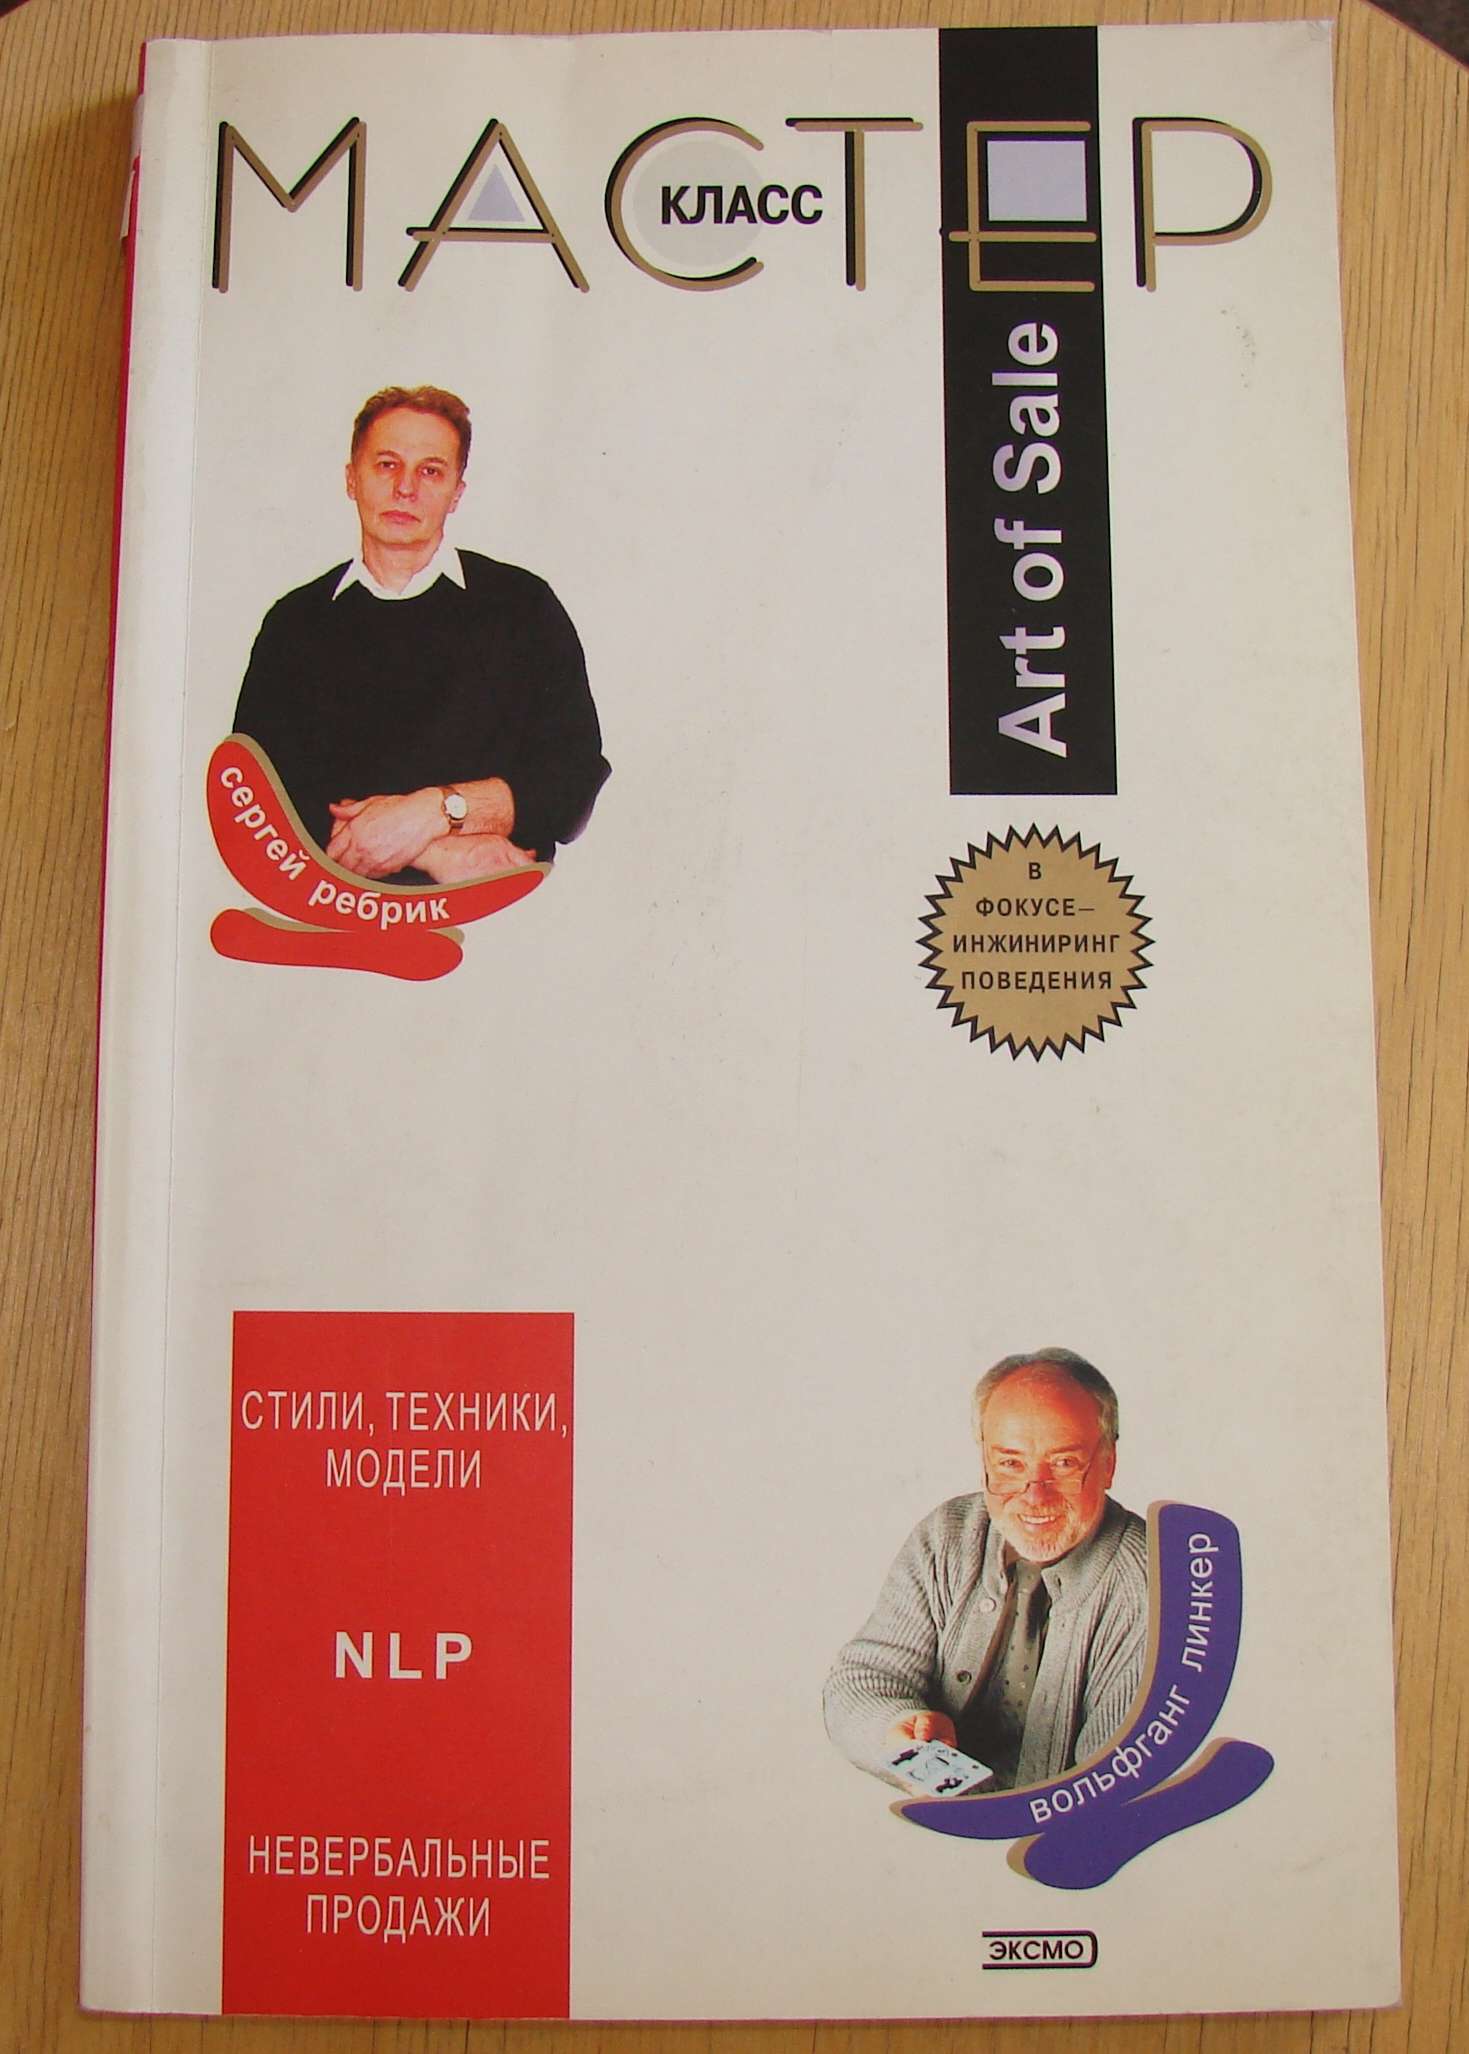 МАСТЕР
КЛАСС
Art of Sale
сергей ребрик
В
ФОКУСЕ–
ИНЖИНИРИНГ
ПОВЕДЕНИЯ
СТИЛИ, ТЕХНИКИ,
МОДЕЛИ
NLP
НЕВЕРБАЛЬНЫЕ
ПРОДАЖИ
вольфганг линкер
ЭКСМО